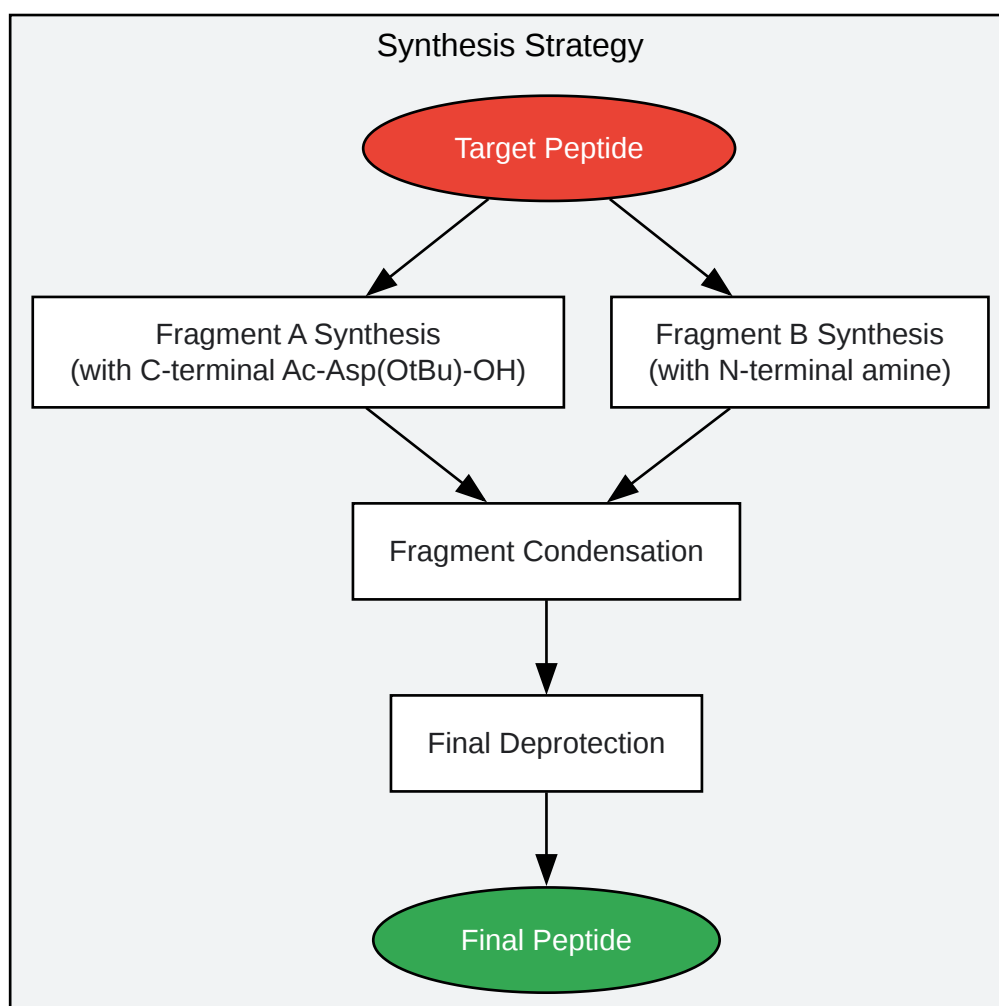 Synthesis Strategy
Target Peptide
Fragment A Synthesis
(with C-terminal Ac-Asp(OtBu)-OH)
Fragment B Synthesis
(with N-terminal amine)
Fragment Condensation
Final Deprotection
Final Peptide